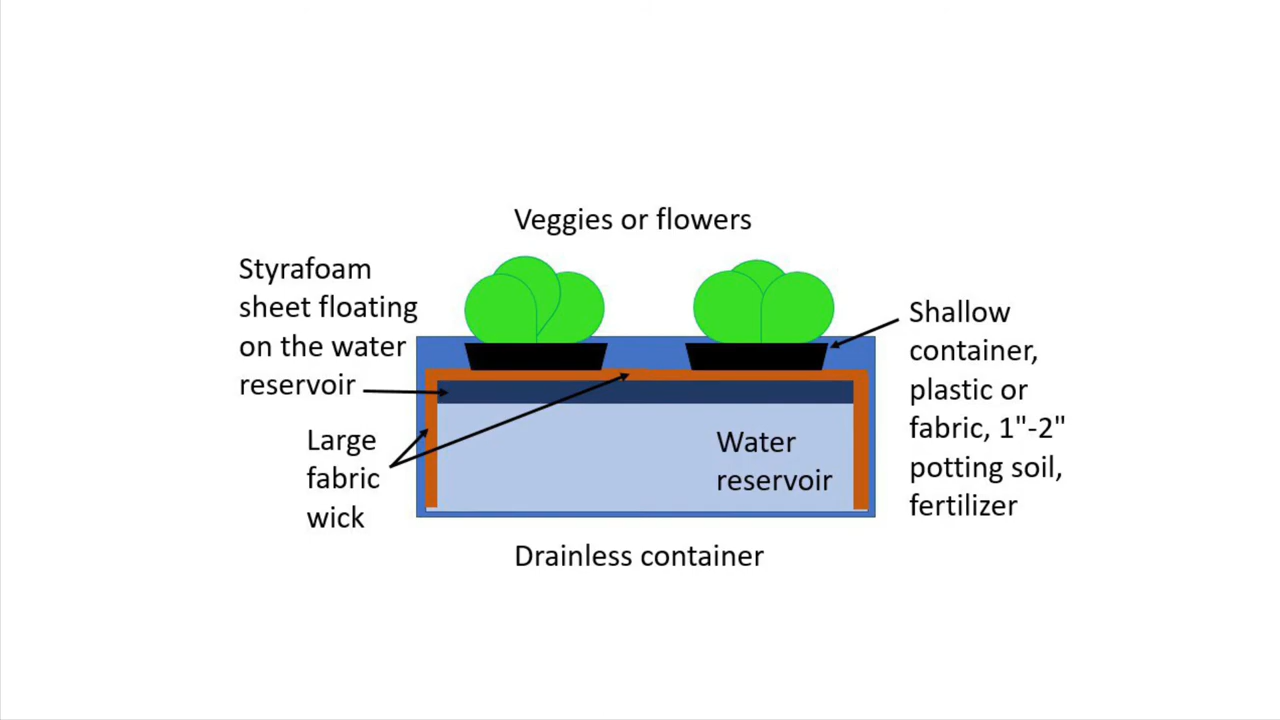 Veggies or flowers
Styrafoam
sheet floating
on the water
reservoir
Large
fabric
wick
Water
reservoir
Shallow
container,
plastic or
fabric, 1"-2"
potting soil,
fertilizer
Drainless container